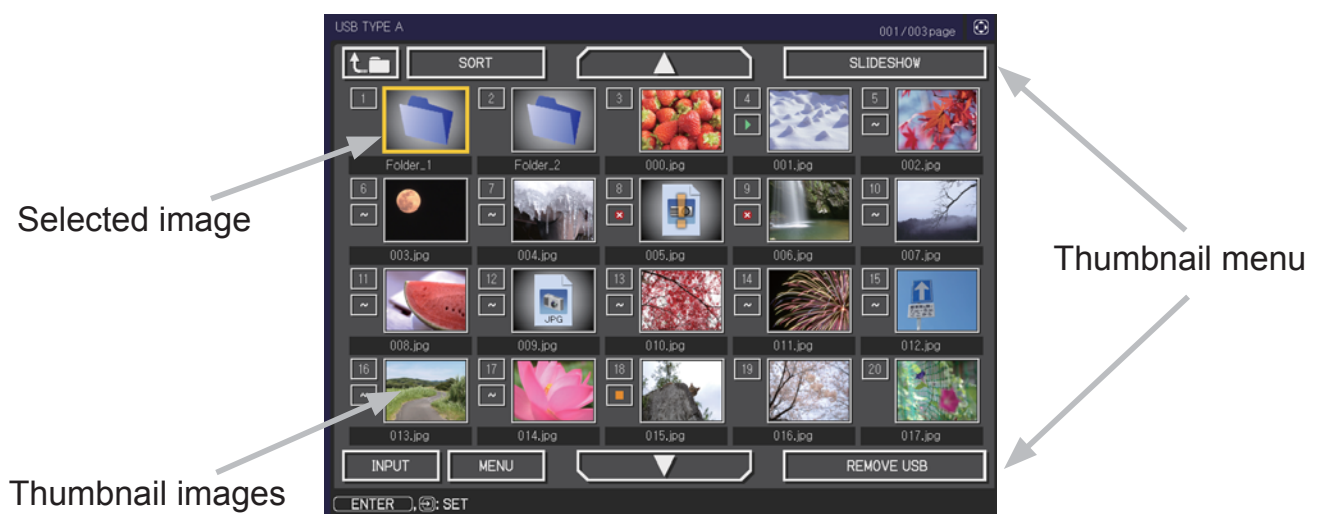 USB TYPE A 001/003page
SORT SLIDESHOW
1 2 3 4 5
~
Folder_1 Folder_2 000.jpg 001.jpg 002.jpg
Selected image
6 7 8 9 10
~ ~ × × ~
003.jpg 004.jpg 005.jpg 006.jpg 007.jpg
Thumbnail menu
11 12 13 14 15
~ ~ ~ ~ ~
JPG
008.jpg 009.jpg 010.jpg 011.jpg 012.jpg
16 17 18 19 20
~ ~
013.jpg 014.jpg 015.jpg 016.jpg 017.jpg
INPUT MENU REMOVE USB
Thumbnail images
ENTER , : SET